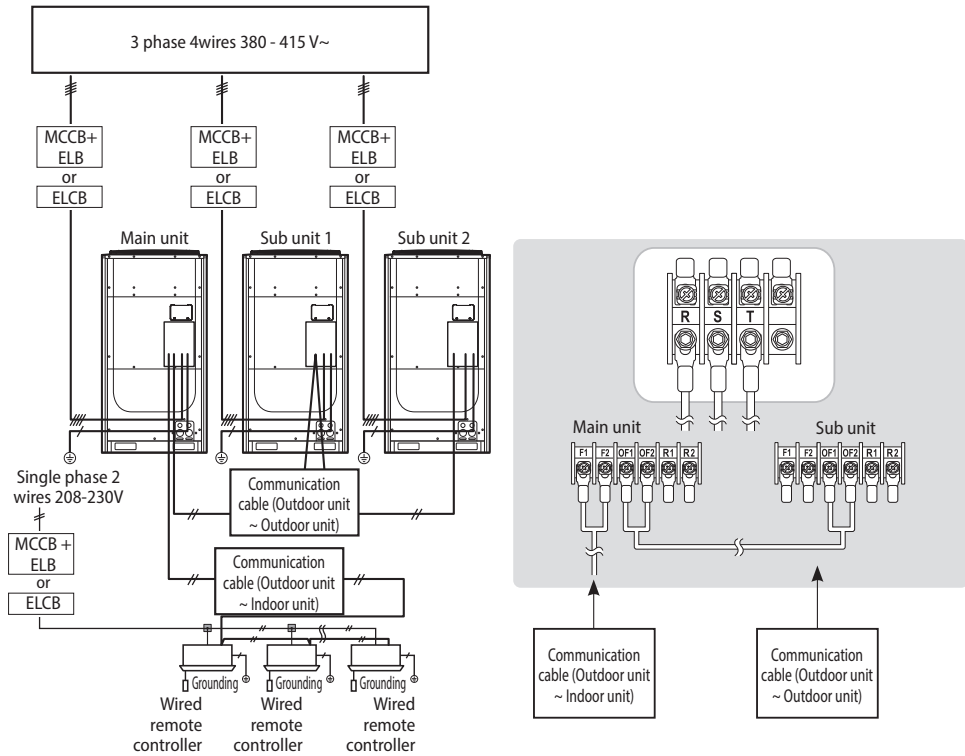 3 phase 4wires 380 - 415 V~
MCCB+
ELB
or
ELCB
MCCB+
ELB
or
ELCB
MCCB+
ELB
or
ELCB
Main unit
Sub unit 1
Sub unit 2
Single phase 2
wires 208-230V
MCCB +
ELB
or
ELCB
Communication
cable (Outdoor unit
~ Outdoor unit)
Communication
cable (Outdoor unit
~ Indoor unit)
Grounding
Grounding
Grounding
Wired
remote
controller
Wired
remote
controller
Wired
remote
controller
R S T
Main unit
F1 F2 OF1 OF2 R1 R2
Sub unit
F1 F2 OF1 OF2 R1 R2
Communication
cable (Outdoor unit
~ Indoor unit)
Communication
cable (Outdoor unit
~ Outdoor unit)